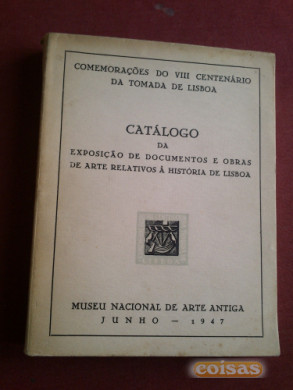 COMEMORAÇÕES DO VIII CENTENÁRIO
DA TOMADA DE LISBOA
CATÁLOGO
DA
EXPOSIÇÃO DE DOCUMENTOS E OBRAS
DE ARTE RELATIVOS Á HISTÓRIA DE LISBOA
MUSEU NACIONAL DE ARTE ANTIGA
JUNHO — 1947
coisas